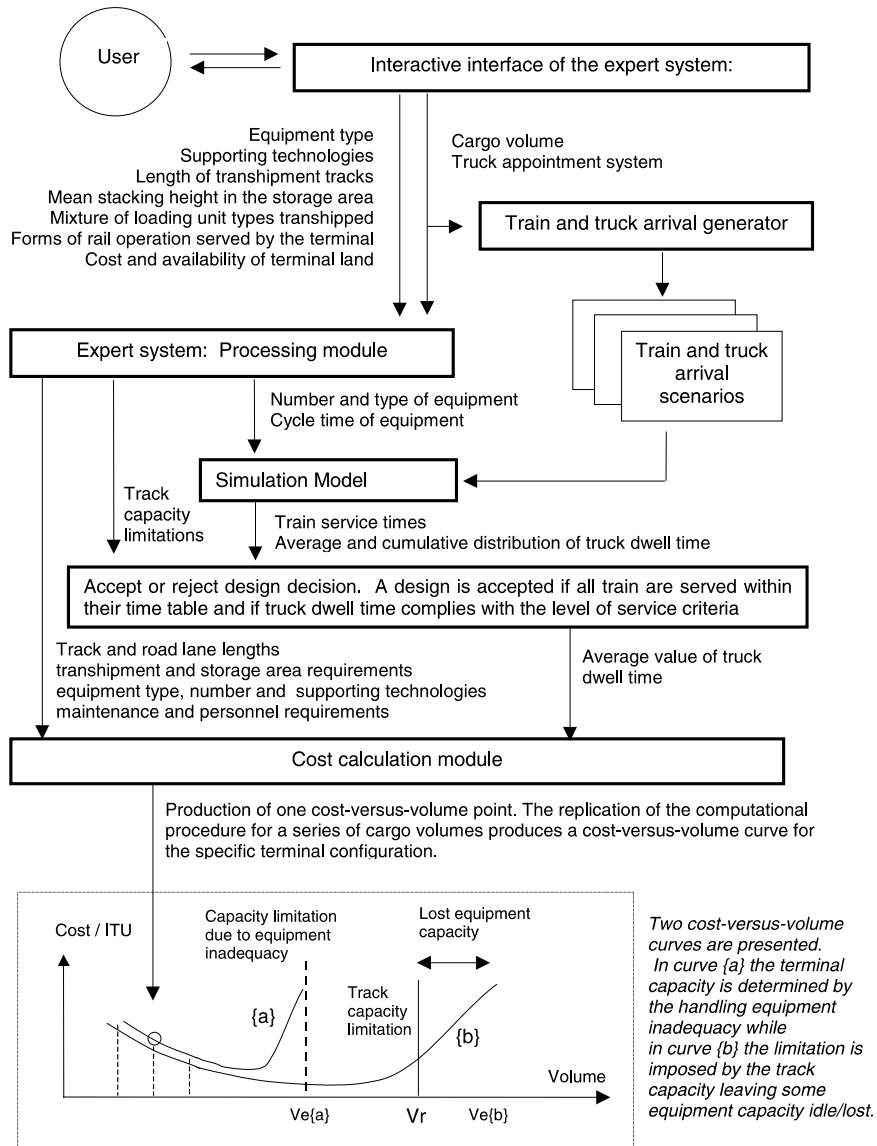 User
Interactive interface of the expert system:
Equipment type
Supporting technologies
Length of transhipment tracks
Mean stacking height in the storage area
Mixture of loading unit types transhipped
Forms of rail operation served by the terminal
Cost and availability of terminal land
Cargo volume
Truck appointment system
Train and truck arrival generator
Train and truck
arrival
scenarios
Expert system: Processing module
Number and type of equipment
Cycle time of equipment
Simulation Model
Track
capacity
limitations
Train service times
Average and cumulative distribution of truck dwell time
Accept or reject design decision. A design is accepted if all train are served within
their time table and if truck dwell time complies with the level of service criteria
Track and road lane lengths
transhipment and storage area requirements
equipment type, number and supporting technologies
maintenance and personnel requirements
Average value of truck
dwell time
Cost calculation module
Production of one cost-versus-volume point. The replication of the computational
procedure for a series of cargo volumes produces a cost-versus-volume curve for
the specific terminal configuration.
Cost / ITU
Capacity limitation
due to equipment
inadequacy
Lost equipment
capacity
Track
capacity
limitation
{a}
{b}
Volume
Ve{a}
Vr
Ve{b}
Two cost-versus-volume
curves are presented.
In curve {a} the terminal
capacity is determined by
the handling equipment
inadequacy while
in curve {b} the limitation is
imposed by the track
capacity leaving some
equipment capacity idle/lost.